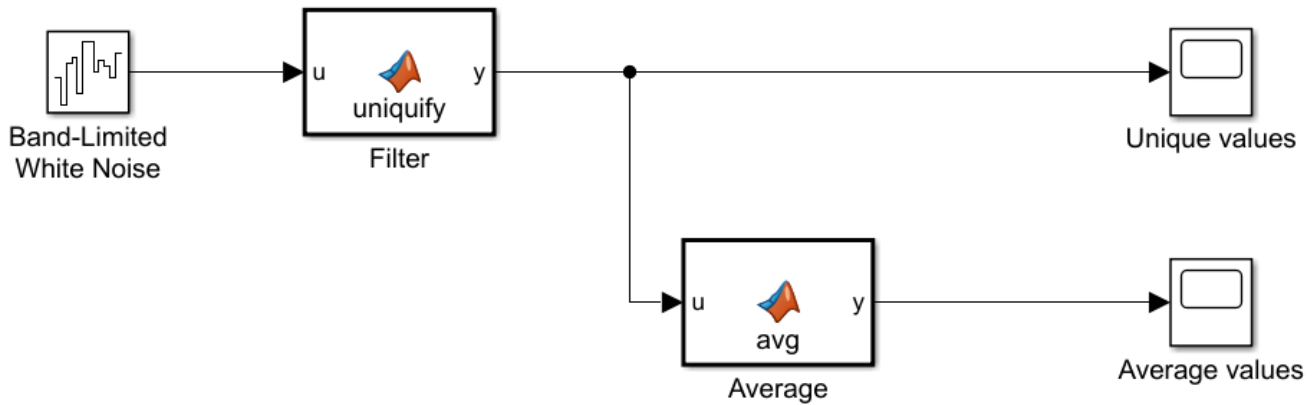 Band-Limited
White Noise
u
y
uniquify
Filter
Unique values
u
y
avg
Average
Average values